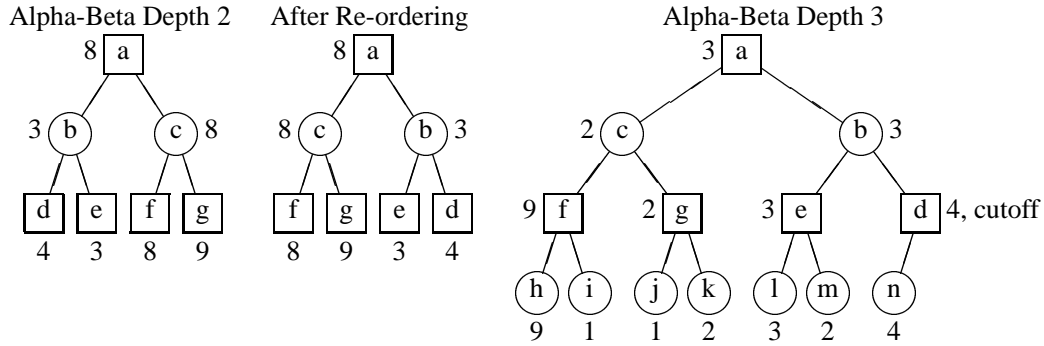 Alpha-Beta Depth 2 After Re-ordering Alpha-Beta Depth 3
8 a 8 a 3 a
3 b c 8 8 c b 3 2 c b 3
d e f g f g e d 9 f 2 g 3 e d 4, cutoff
4 3 8 9 8 9 3 4
h i j k l m n
9 1 1 2 3 2 4